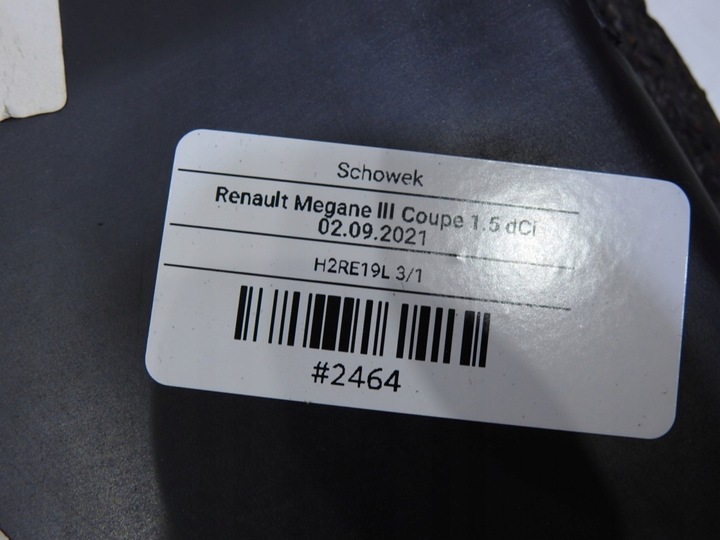 Schowek
Renault Megane III Coupe 1.5 dCi
02.09.2021
H2RE19L 3/1
#2464